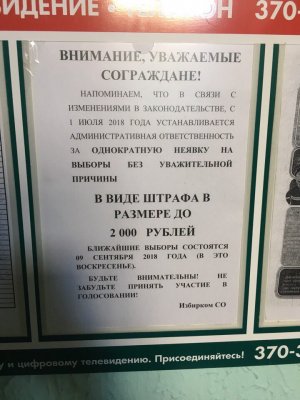 ВИДЕНИЕ
ОН 370-
ВНИМАНИЕ, УВАЖАЕМЫЕ
СОГРАЖДАНЕ!
НАПОМИНАЕМ, ЧТО В СВЯЗИ С
ИЗМЕНЕНИЯМИ В ЗАКОНОДАТЕЛЬСТВЕ, С
1 ИЮЛЯ 2018 ГОДА УСТАНАВЛИВАЕТСЯ
АДМИНИСТРАТИВНАЯ ОТВЕТСТВЕННОСТЬ
ЗА ОДНОКРАТНУЮ НЕЯВКУ НА
ВЫБОРЫ БЕЗ УВАЖИТЕЛЬНОЙ
ПРИЧИНЫ
В ВИДЕ ШТРАФА В
РАЗМЕРЕ ДО
2 000 РУБЛЕЙ
БЛИЖАЙШИЕ ВЫБОРЫ СОСТОЯТСЯ
09 СЕНТЯБРЯ 2018 ГОДА (В ЭТО
ВОСКРЕСЕНЬЕ).
БУДЬТЕ ВНИМАТЕЛЬНЫ! НЕ
ЗАБУДЬТЕ ПРИНЯТЬ УЧАСТИЕ В
ГОЛОСОВАНИИ!
Избирком СО
у и цифровому телевидению. Присоединяйтесь! 370-